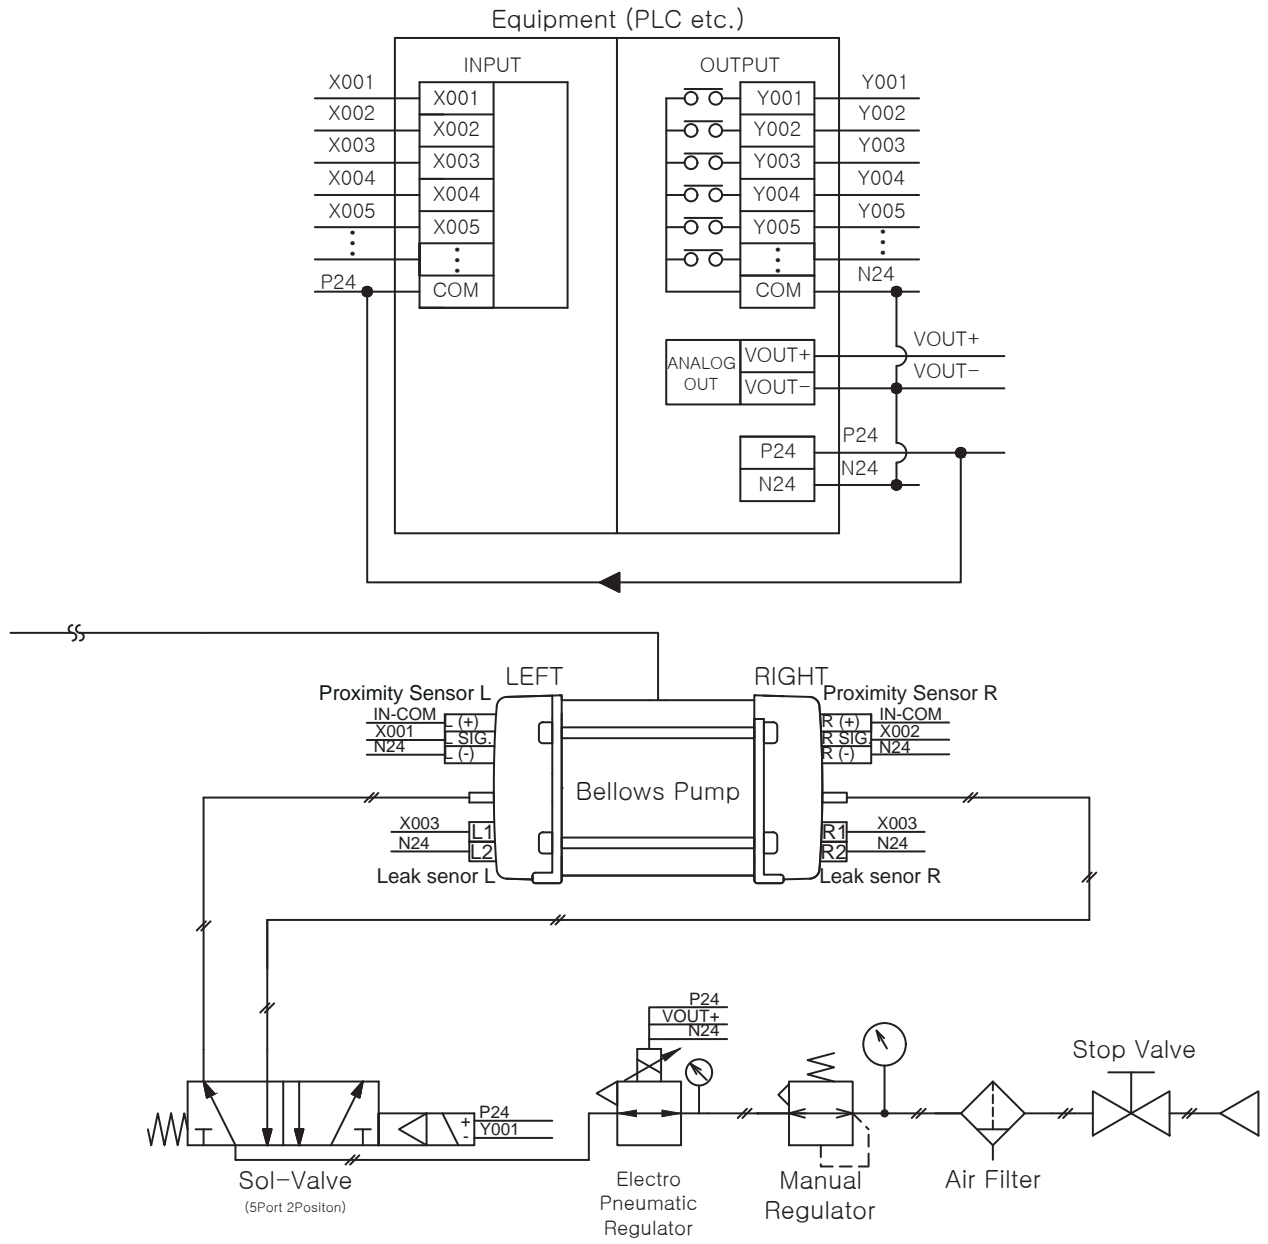 Equipment (PLC etc.)
INPUT
OUTPUT
X001
X001
Y001
Y001
X002
X002
Y002
Y002
X003
X003
Y003
Y003
X004
X004
Y004
Y004
X005
X005
Y005
Y005
P24
COM
COM
N24
ANALOG
OUT
VOUT+
VOUT+
VOUT-
VOUT-
P24
P24
N24
N24
LEFT
RIGHT
Proximity Sensor L
Proximity Sensor R
IN-COM
L (+)
R (+)
IN-COM
X001
L SIG.
R SIG.
X002
N24
L (-)
R (-)
N24
Bellows Pump
X003
L1
R1
X003
N24
L2
R2
N24
Leak senor L
Leak senor R
P24
VOUT+
N24
Stop Valve
+ P24
- Y001
Sol-Valve
(5Port 2Positon)
Electro
Pneumatic
Regulator
Manual
Regulator
Air Filter